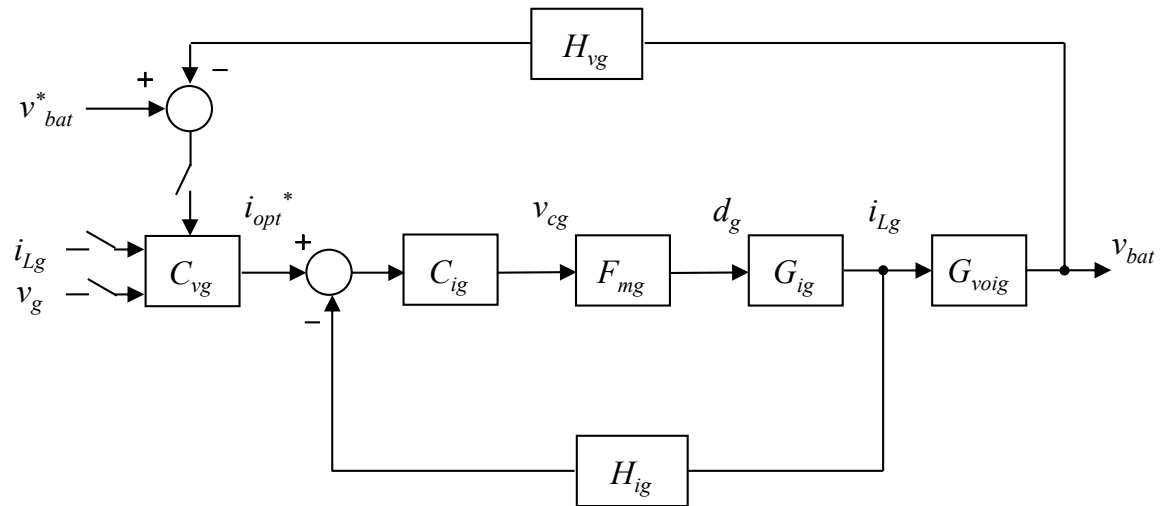 H_vg
+
−
v*_bat
i_opt*
+
v_cg
d_g
i_Lg
v_bat
i_Lg
v_g
C_vg
C_ig
F_mg
G_ig
G_voig
−
H_ig